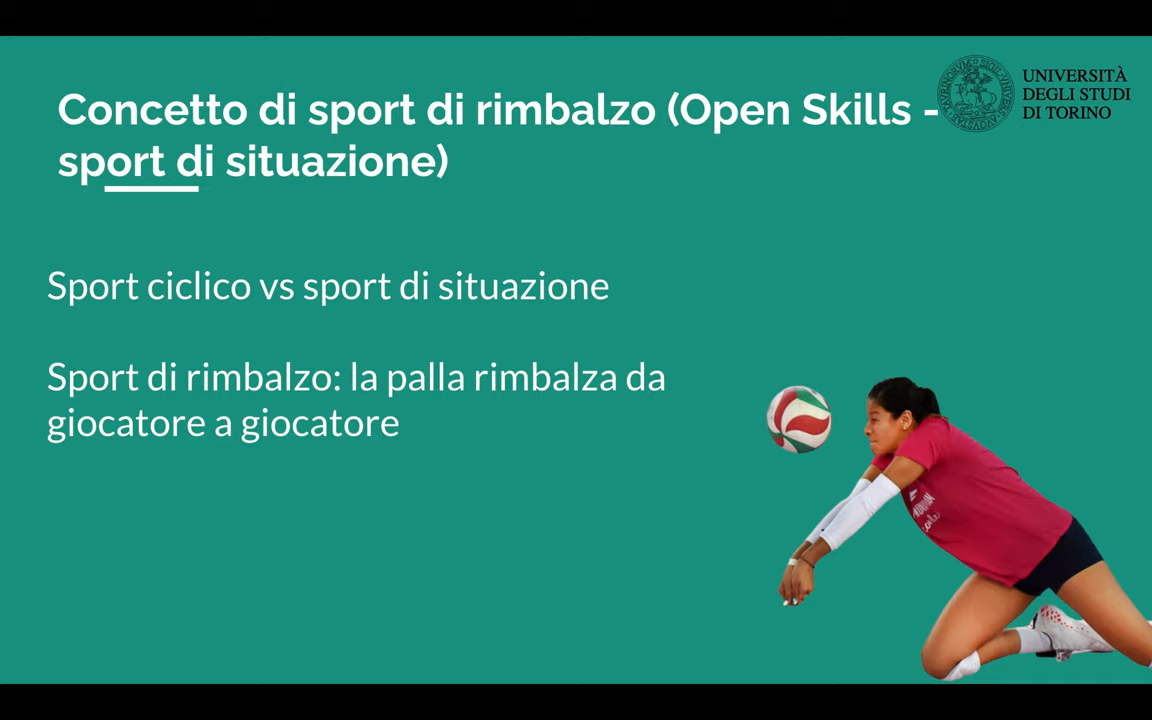 Concetto di sport di rimbalzo (Open Skills -
sport di situazione)
UNIVERSITÀ
DEGLI STUDI
DI TORINO
Sport ciclico vs sport di situazione
Sport di rimbalzo: la palla rimbalza da
giocatore a giocatore